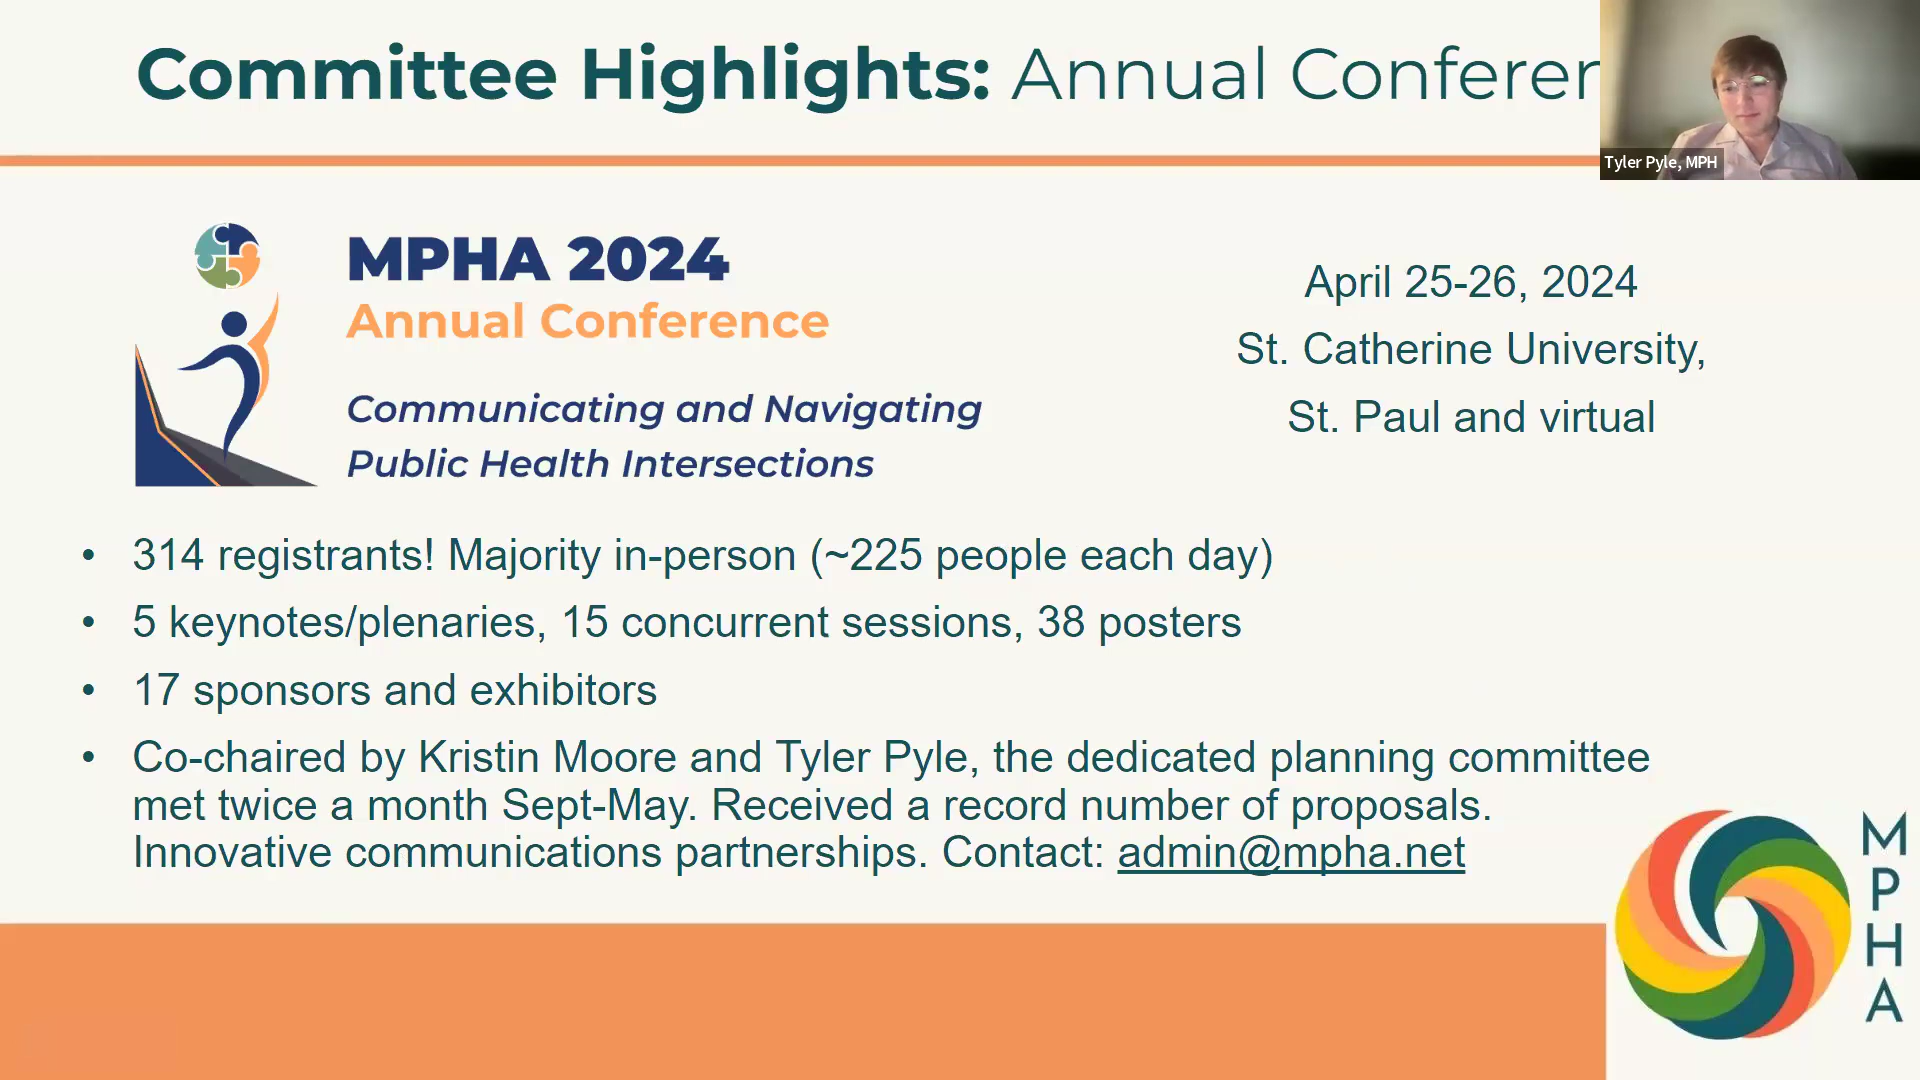 Committee Highlights: Annual Conferen
Tyler Pyle, MPH
MPHA 2024
Annual Conference
Communicating and Navigating
Public Health Intersections
April 25-26, 2024
St. Catherine University,
St. Paul and virtual
• 314 registrants! Majority in-person (~225 people each day)
• 5 keynotes/plenaries, 15 concurrent sessions, 38 posters
• 17 sponsors and exhibitors
• Co-chaired by Kristin Moore and Tyler Pyle, the dedicated planning committee
met twice a month Sept-May. Received a record number of proposals.
Innovative communications partnerships. Contact: admin@mpha.net
M
P
H
A